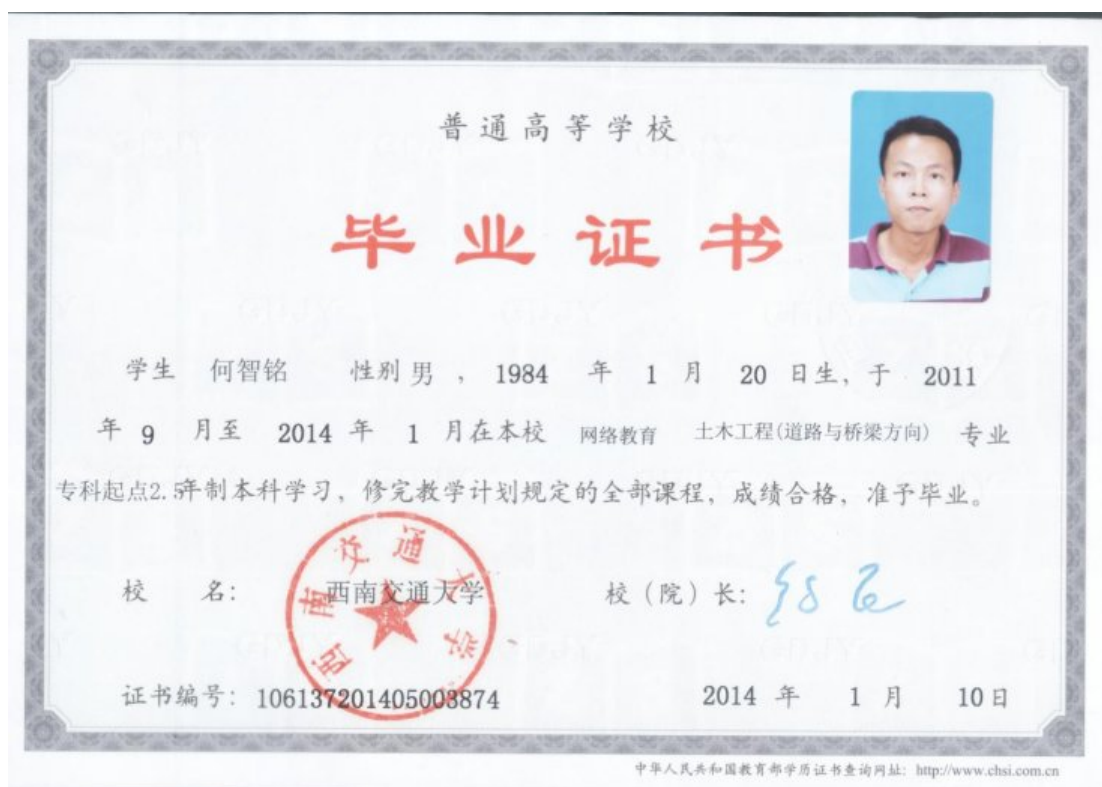 普通高等学校
毕业证书
学生 何智铭 性别 男 ， 1984 年 1 月 20 日生，于 2011
年 9 月至 2014 年 1 月在本校 网络教育 土木工程(道路与桥梁方向) 专业
专科起点2.5年制本科学习，修完教学计划规定的全部课程，成绩合格，准予毕业。
西南交通大学
校 名： 西南交通大学 校（院）长：
证书编号：106137201405003874 2014 年 1 月 10日
中华人民共和国教育部学历证书查询网址：http://www.chsi.com.cn